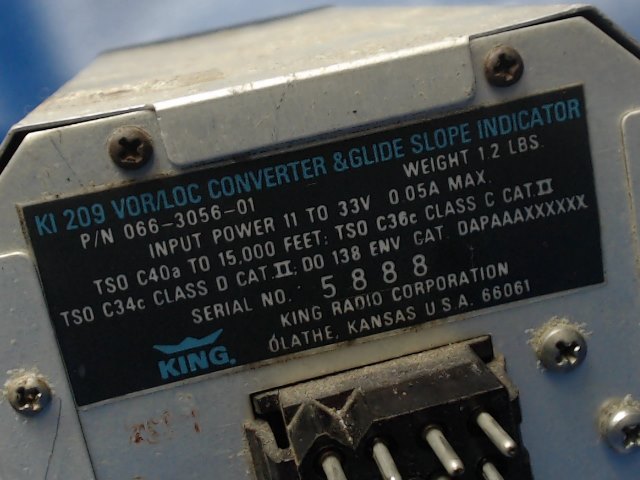 KI 209 VOR/LOC CONVERTER & GLIDE SLOPE INDICATOR
P/N 066-3056-01 WEIGHT 1.2 LBS
INPUT POWER 11 TO 33V 0.05A MAX.
TSO C40a TO 15,000 FEET; TSO C36c CLASS C CAT. II
TSO C34c CLASS D CAT. II; DO 138 ENV CAT. DAPAAAXXXXXX
SERIAL NO. 5888
KING RADIO CORPORATION
KING. OLATHE, KANSAS U.S.A. 66061